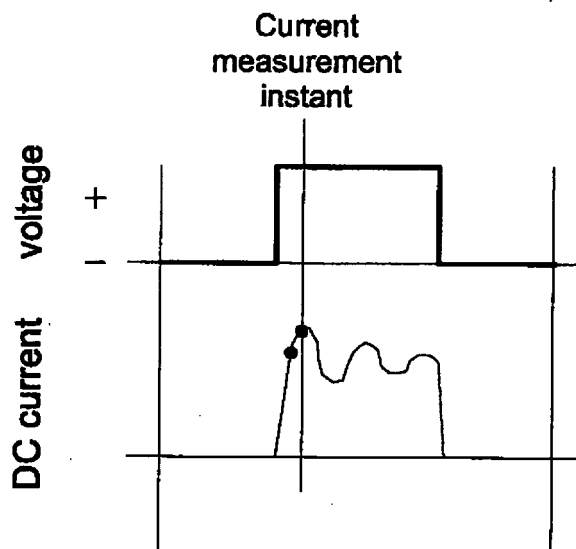 Current
measurement
instant
voltage
+
−
DC current